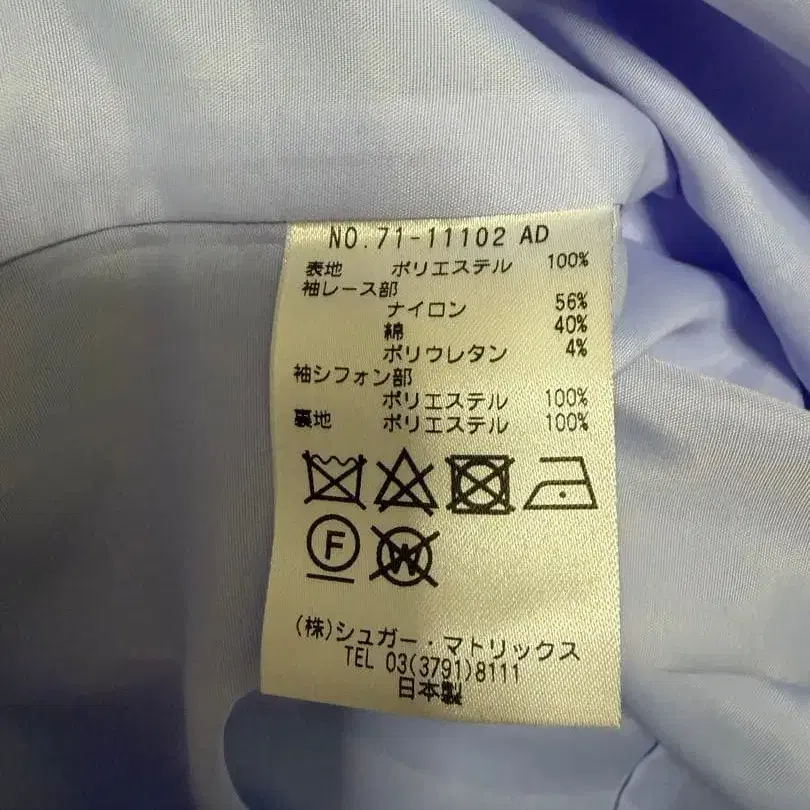 NO.71-11102 AD
表地 ポリエステル 100%
袖レース部
ナイロン 56%
綿 40%
ポリウレタン 4%
袖シフォン部
ポリエステル 100%
裏地 ポリエステル 100%
F W
(株)シュガー・マトリックス
TEL 03(3791)8111
日本製